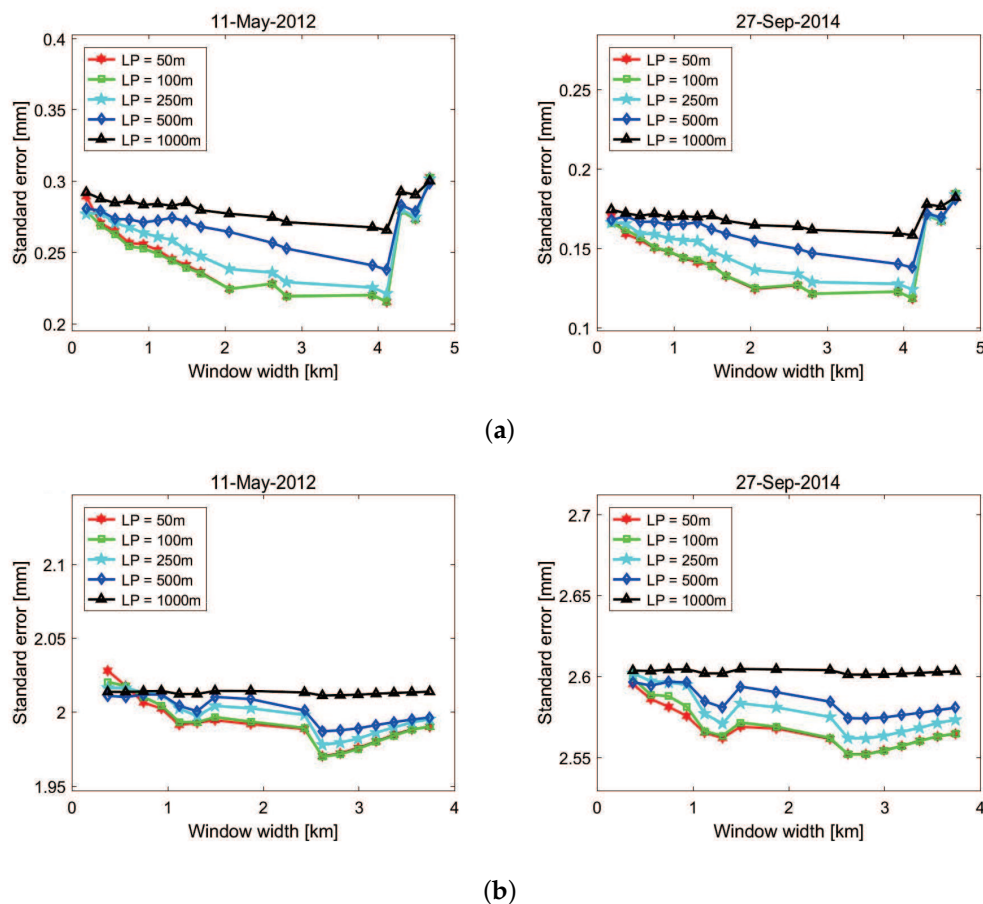 (a)
11-May-2012
0.4
0.35
0.3
0.25
0.2
Standard error [mm]
LP = 50m
LP = 100m
LP = 250m
LP = 500m
LP = 1000m
0 1 2 3 4 5
Window width [km]
27-Sep-2014
0.25
0.2
0.15
0.1
Standard error [mm]
LP = 50m
LP = 100m
LP = 250m
LP = 500m
LP = 1000m
0 1 2 3 4 5
Window width [km]
(b)
11-May-2012
2.1
2.05
2
1.95
Standard error [mm]
LP = 50m
LP = 100m
LP = 250m
LP = 500m
LP = 1000m
0 1 2 3 4
Window width [km]
27-Sep-2014
2.7
2.65
2.6
2.55
Standard error [mm]
LP = 50m
LP = 100m
LP = 250m
LP = 500m
LP = 1000m
0 1 2 3 4
Window width [km]